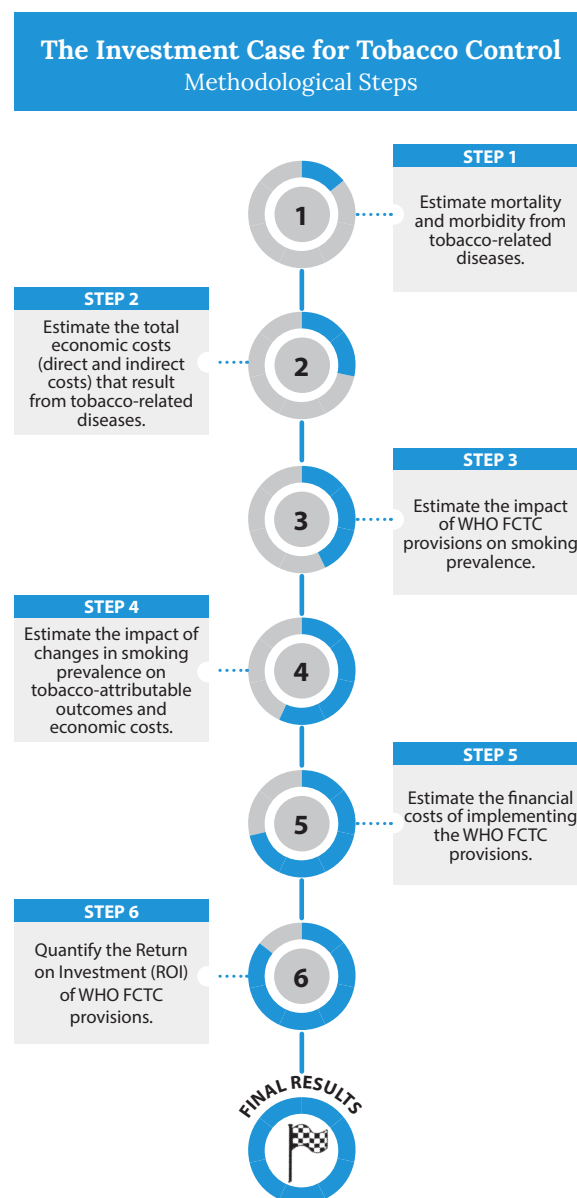 The Investment Case for Tobacco Control
Methodological Steps
1
STEP 1
Estimate mortality
and morbidity from
tobacco-related
diseases.
STEP 2
Estimate the total
economic costs
(direct and indirect
costs) that result
from tobacco-related
diseases.
2
3
STEP 3
Estimate the impact
of WHO FCTC
provisions on smoking
prevalence.
STEP 4
Estimate the impact of
changes in smoking
prevalence on
tobacco-attributable
outcomes and
economic costs.
4
5
STEP 5
Estimate the financial
costs of implementing
the WHO FCTC
provisions.
STEP 6
Quantify the Return
on Investment (ROI)
of WHO FCTC
provisions.
6
FINAL RESULTS